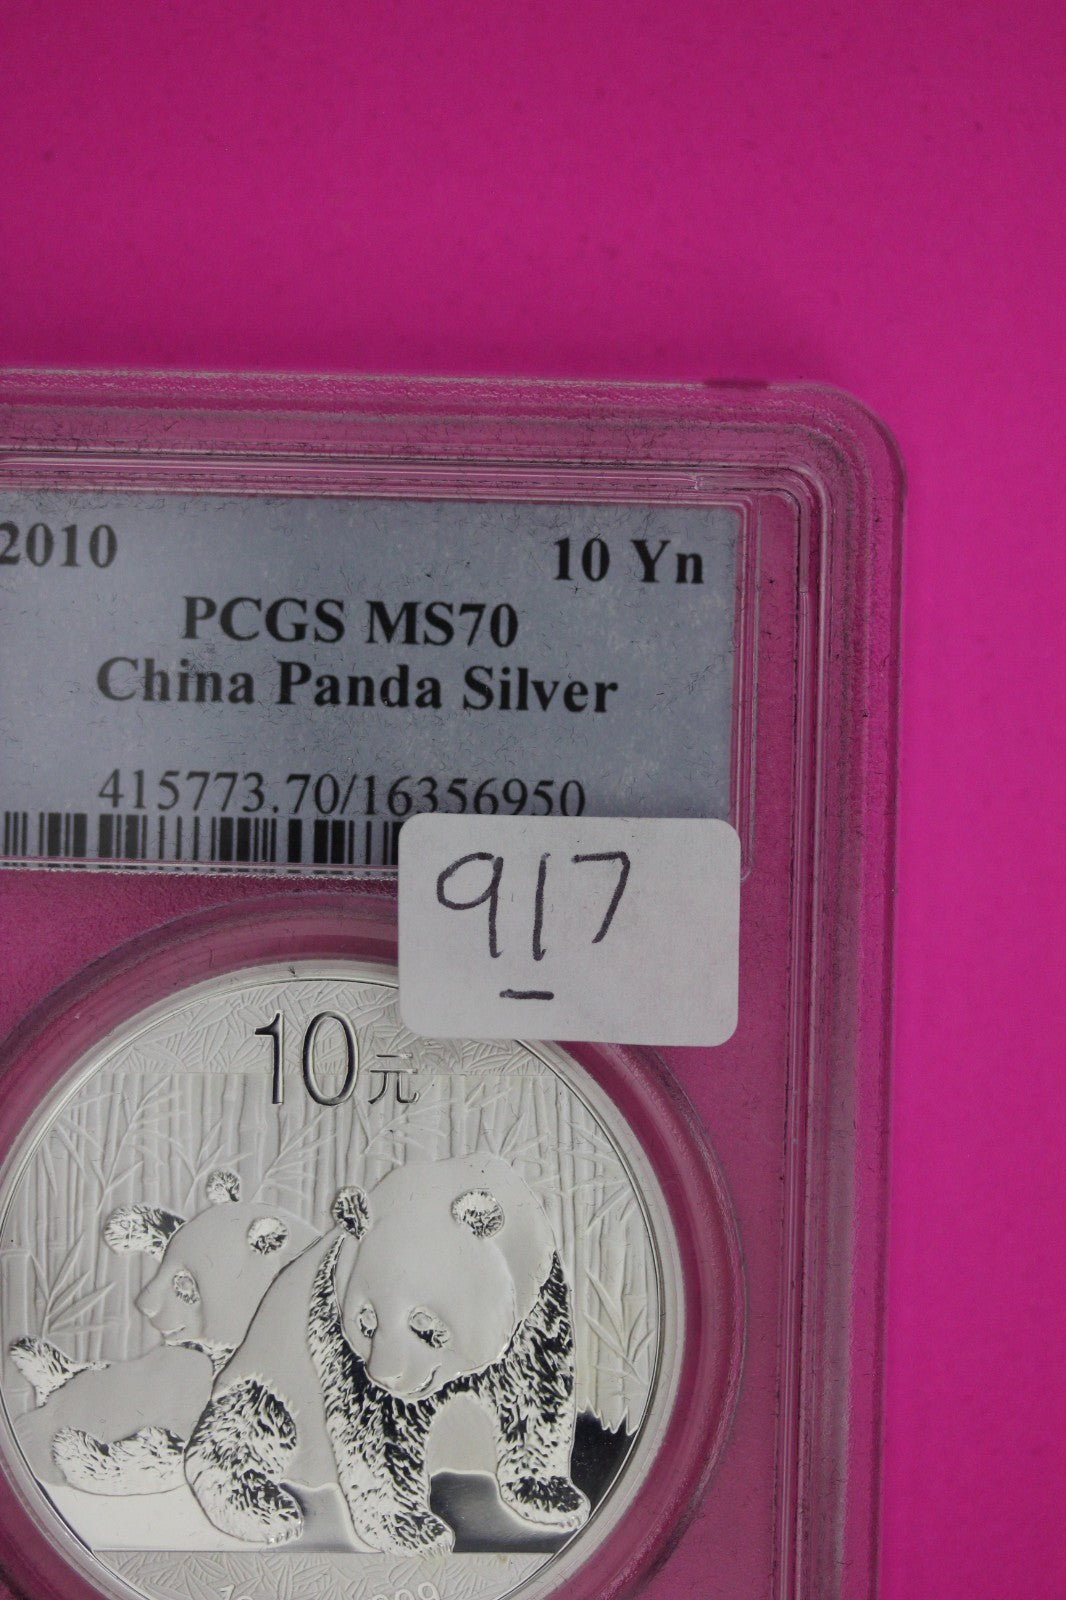 2010 10 Yn
PCGS MS70
China Panda Silver
415773.70/16356950
917
10元